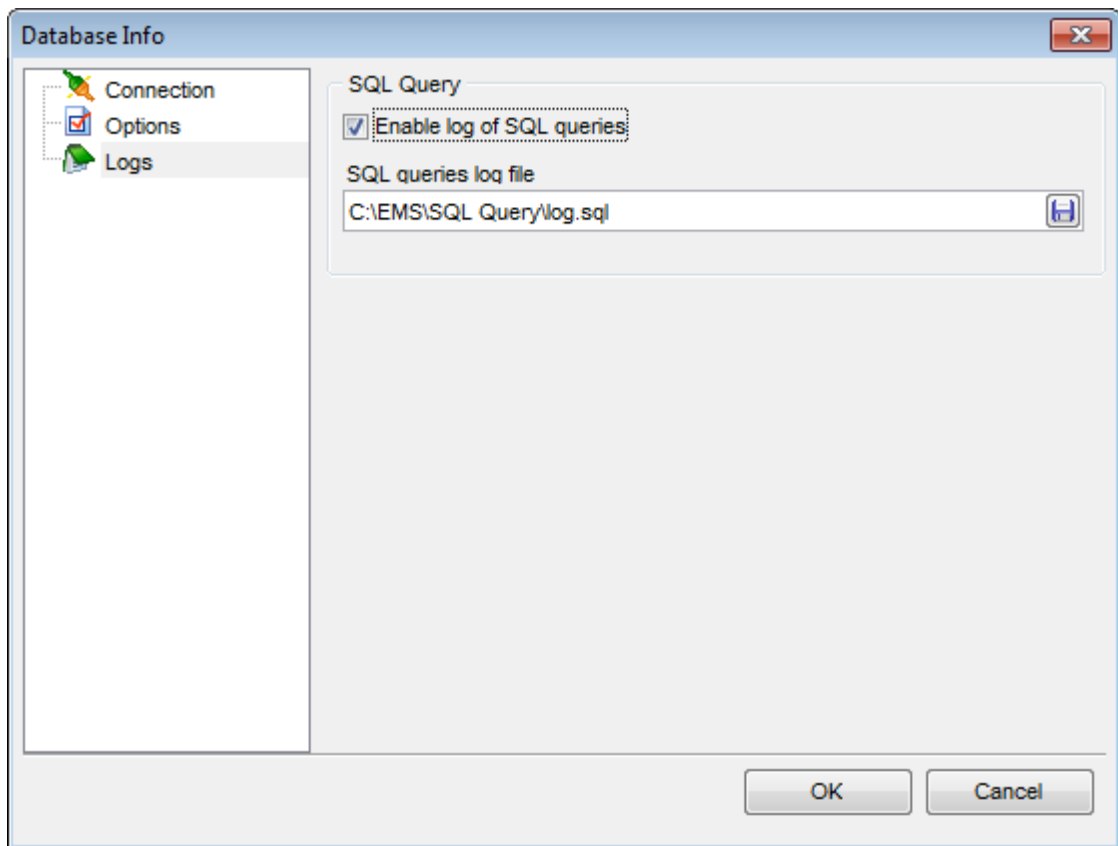 Database Info
Connection
Options
Logs
SQL Query
Enable log of SQL queries
SQL queries log file
C:\EMS\SQL Query\log.sql
OK
Cancel